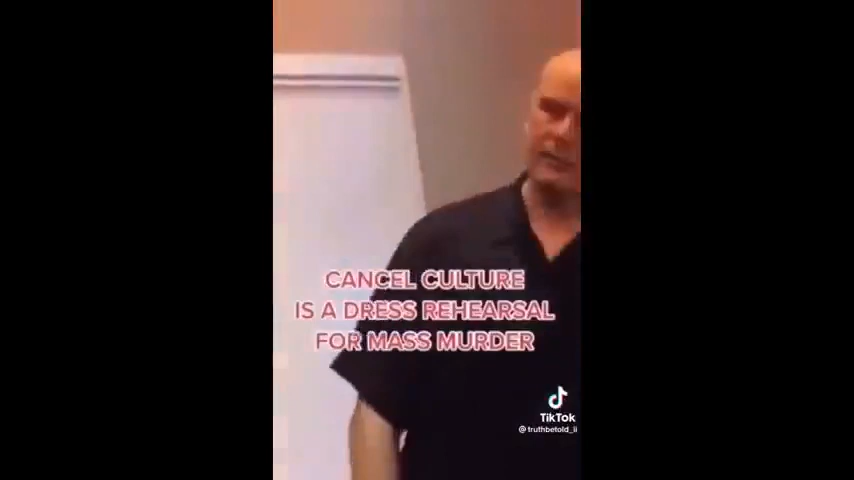 CANCEL CULTURE
IS A DRESS REHEARSAL
FOR MASS MURDER
TikTok
@truthbetold_ii